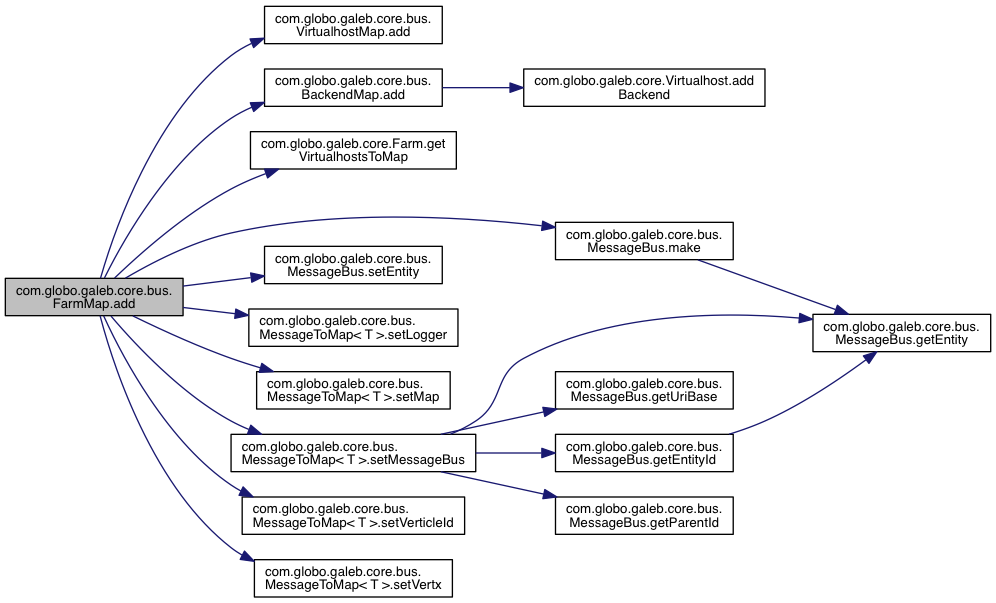 com.globo.galeb.core.bus.
VirtualhostMap.add
com.globo.galeb.core.bus.
BackendMap.add
com.globo.galeb.core.Virtualhost.add
Backend
com.globo.galeb.core.Farm.get
VirtualhostsToMap
com.globo.galeb.core.bus.
MessageBus.make
com.globo.galeb.core.bus.
MessageBus.setEntity
com.globo.galeb.core.bus.
FarmMap.add
com.globo.galeb.core.bus.
MessageToMap< T >.setLogger
com.globo.galeb.core.bus.
MessageBus.getEntity
com.globo.galeb.core.bus.
MessageToMap< T >.setMap
com.globo.galeb.core.bus.
MessageBus.getUriBase
com.globo.galeb.core.bus.
MessageToMap< T >.setMessageBus
com.globo.galeb.core.bus.
MessageBus.getEntityId
com.globo.galeb.core.bus.
MessageToMap< T >.setVerticleId
com.globo.galeb.core.bus.
MessageBus.getParentId
com.globo.galeb.core.bus.
MessageToMap< T >.setVertx